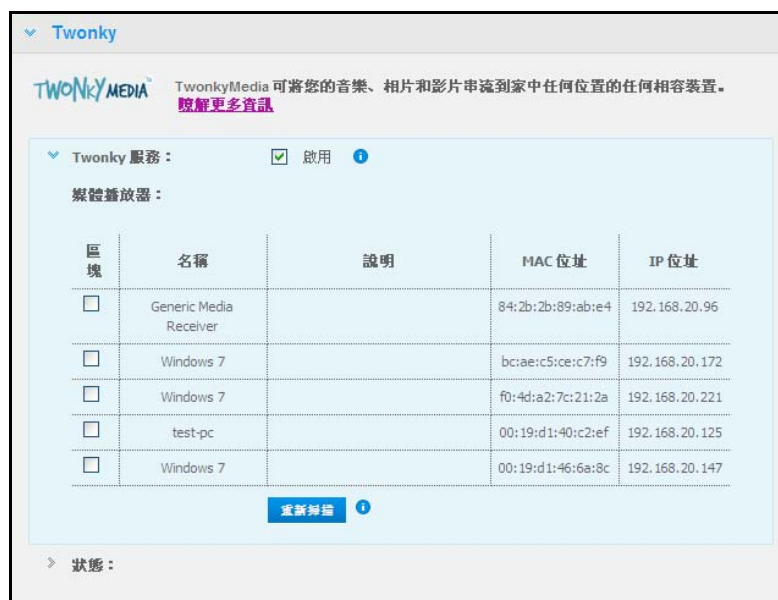 Twonky
TWONKY MEDIA™
TwonkyMedia 可將您的音樂、相片和影片串流到家中任何位置的任何相容裝置。
瞭解更多資訊
Twonky 服務： 啟用
媒體播放器：
區塊 名稱 說明 MAC 位址 IP 位址
Generic Media Receiver 84:2b:2b:89:ab:e4 192.168.20.96
Windows 7 bc:ae:c5:ce:c7:f9 192.168.20.172
Windows 7 f0:4d:a2:7c:21:2a 192.168.20.221
test-pc 00:19:d1:40:c2:ef 192.168.20.125
Windows 7 00:19:d1:46:6a:8c 192.168.20.147
重新掃描
狀態：